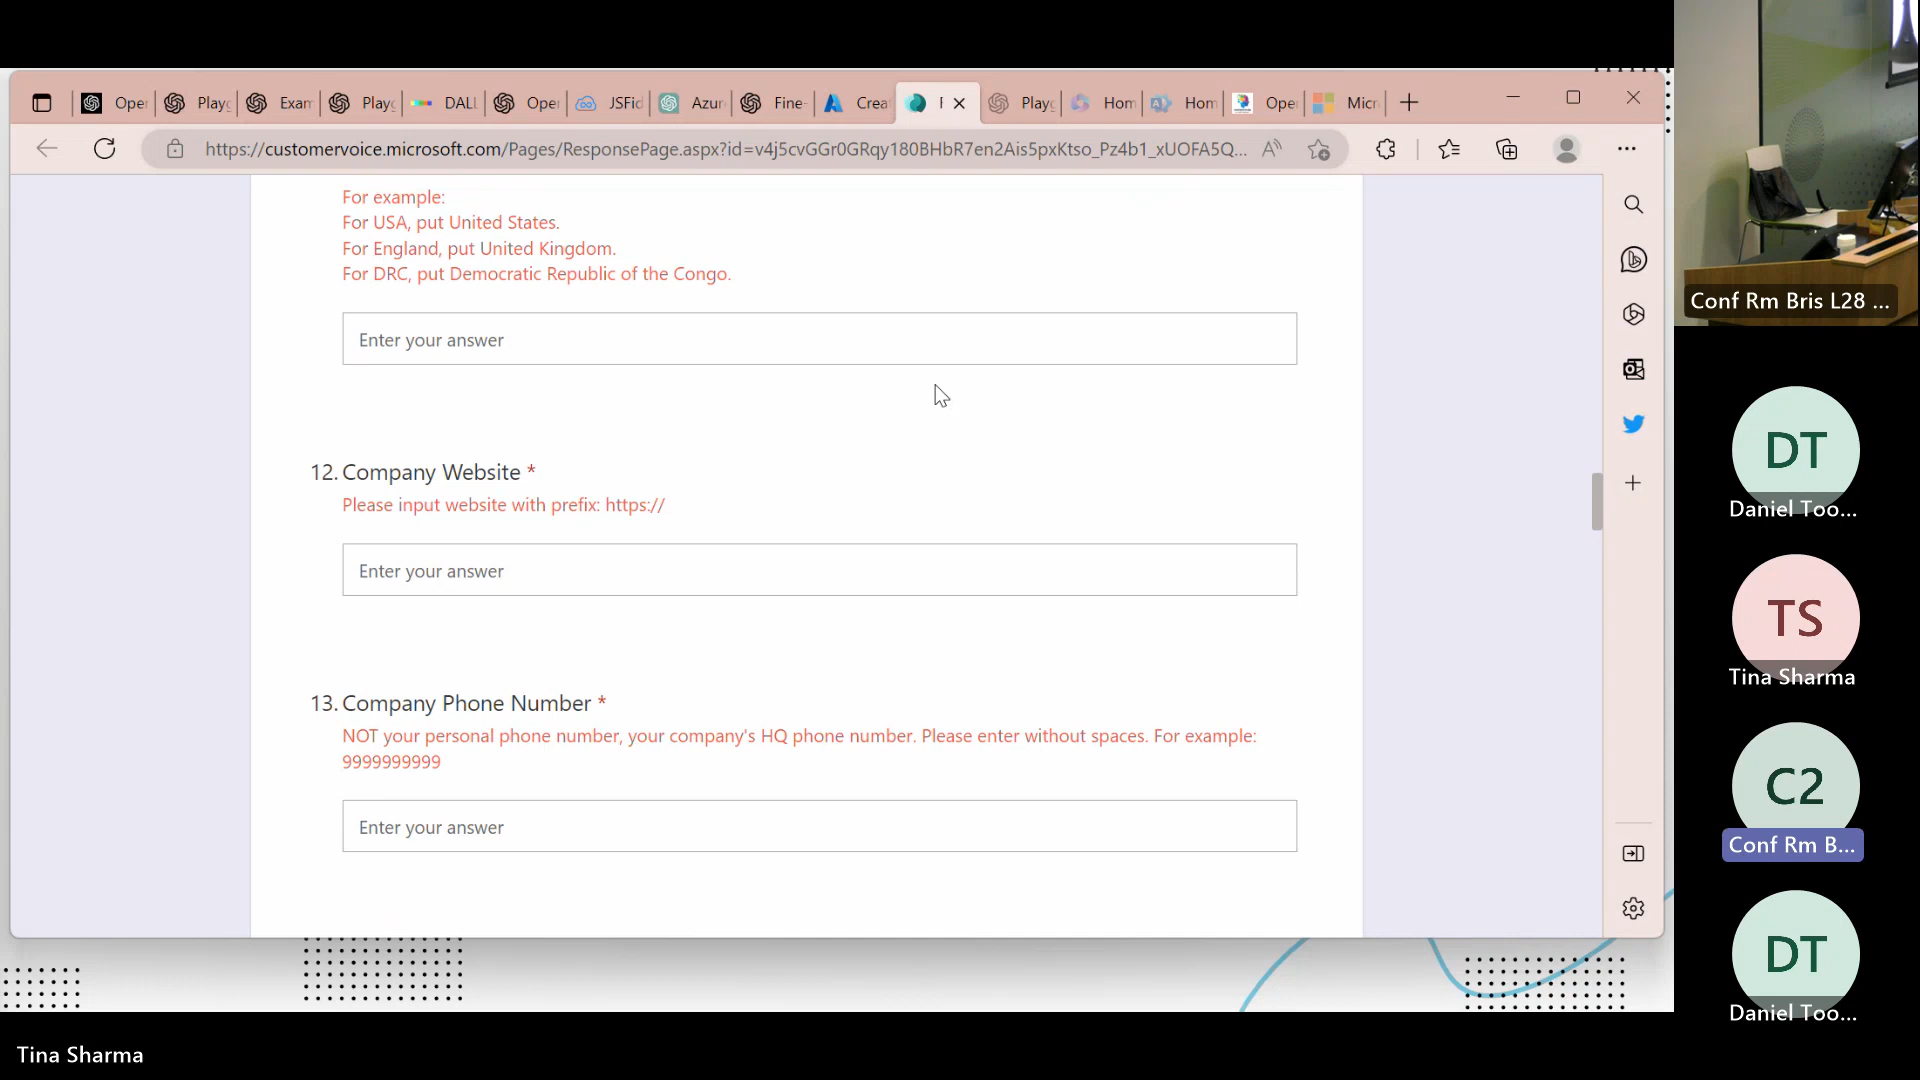 Oper
Playg
Exam
Playg
DALL
Oper
JSFid
Azur
Fine-
Crea
F
Playg
Hom
Hom
Oper
Micr
https://customervoice.microsoft.com/Pages/ResponsePage.aspx?id=v4j5cvGGr0GRqy180BHbR7en2Ais5pxKtso_Pz4b1_xUOFA5Q...
For example:
For USA, put United States.
For England, put United Kingdom.
For DRC, put Democratic Republic of the Congo.
Enter your answer
12. Company Website *
Please input website with prefix: https://
Enter your answer
13. Company Phone Number *
NOT your personal phone number, your company's HQ phone number. Please enter without spaces. For example:
9999999999
Enter your answer
Conf Rm Bris L28 ...
DT
Daniel Too...
TS
Tina Sharma
C2
Conf Rm B...
DT
Daniel Too...
Tina Sharma